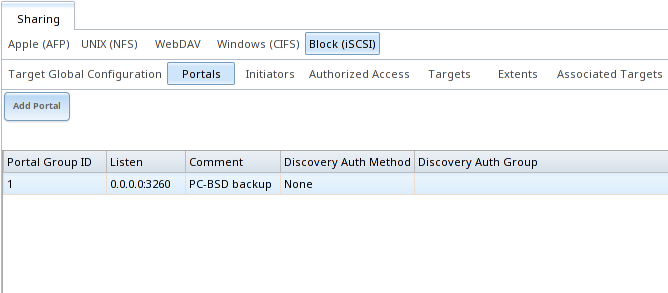 Sharing
Apple (AFP) UNIX (NFS) WebDAV Windows (CIFS) Block (iSCSI)
Target Global Configuration Portals Initiators Authorized Access Targets Extents Associated Targets
Add Portal
Portal Group ID Listen Comment Discovery Auth Method Discovery Auth Group
1 0.0.0.0:3260 PC-BSD backup None